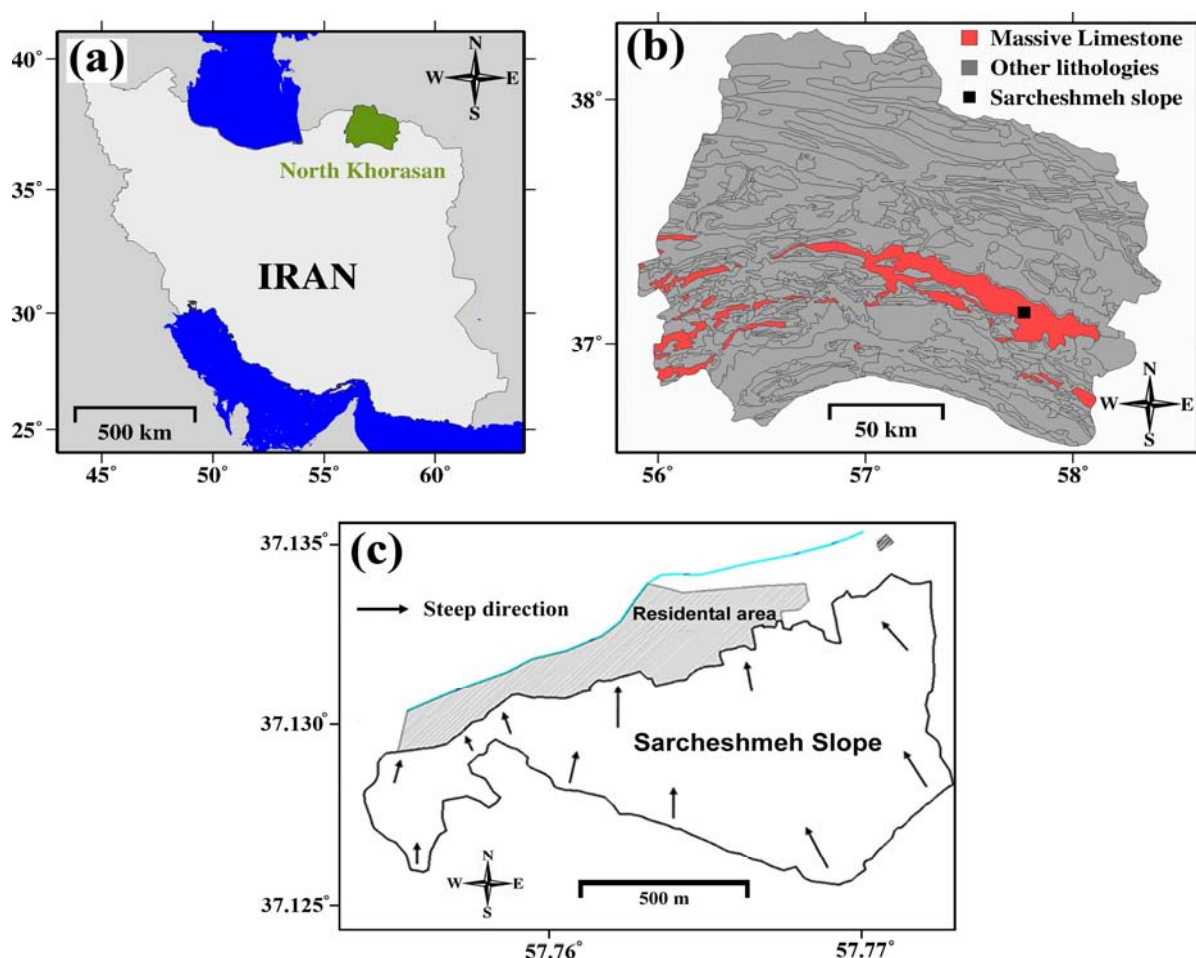 (a)
40°
35°
30°
25°
45°
50°
55°
60°
N
W
E
S
North Khorasan
IRAN
500 km
(b)
Massive Limestone
Other lithologies
Sarcheshmeh slope
38°
37°
56°
57°
58°
N
W
E
S
50 km
(c)
37.135°
37.130°
37.125°
57.76°
57.77°
Steep direction
Residental area
Sarcheshmeh Slope
N
W
E
S
500 m